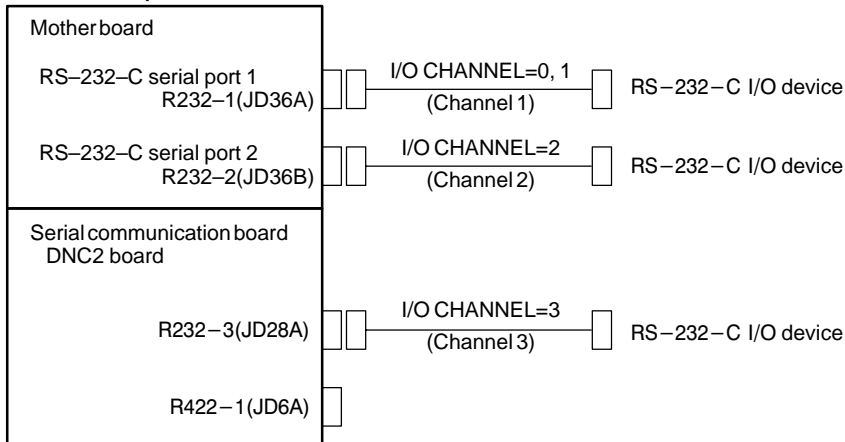 Mother board
RS–232–C serial port 1
R232–1(JD36A)
I/O CHANNEL=0, 1
(Channel 1)
RS–232–C I/O device
RS–232–C serial port 2
R232–2(JD36B)
I/O CHANNEL=2
(Channel 2)
RS–232–C I/O device
Serial communication board
DNC2 board
R232–3(JD28A)
I/O CHANNEL=3
(Channel 3)
RS–232–C I/O device
R422–1(JD6A)